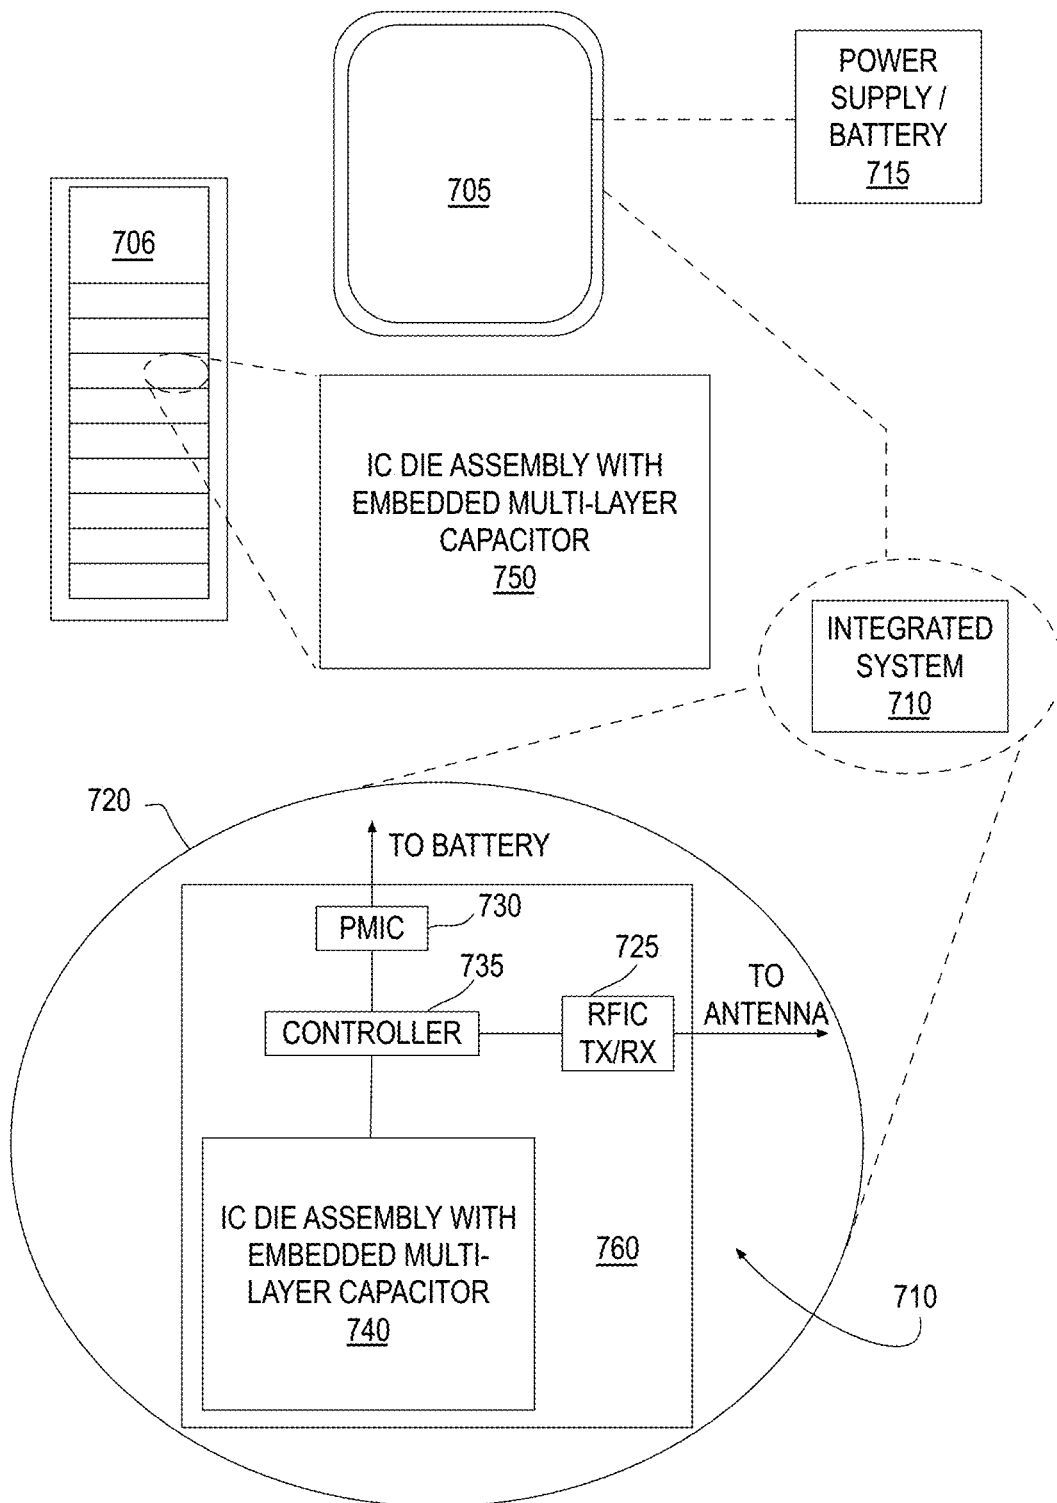 POWER
SUPPLY /
BATTERY
715
705
706
IC DIE ASSEMBLY WITH
EMBEDDED MULTI-LAYER
CAPACITOR
750
INTEGRATED
SYSTEM
710
720
TO BATTERY
PMIC
730
735
725
CONTROLLER
RFIC
TX/RX
TO
ANTENNA
IC DIE ASSEMBLY WITH
EMBEDDED MULTI-
LAYER CAPACITOR
740
760
710